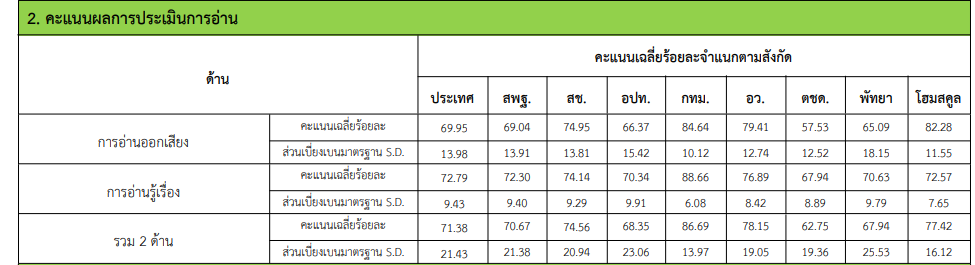 2. คะแนนผลการประเมินการอ่าน
ด้าน คะแนนเฉลี่ยร้อยละจำแนกตามสังกัด
ประเทศ สพฐ. สช. อปท. กทม. อว. ตชด. พัทยา โฮมสคูล
การอ่านออกเสียง คะแนนเฉลี่ยร้อยละ 69.95 69.04 74.95 66.37 84.64 79.41 57.53 65.09 82.28
ส่วนเบี่ยงเบนมาตรฐาน S.D. 13.98 13.91 13.81 15.42 10.12 12.74 12.52 18.15 11.55
การอ่านรู้เรื่อง คะแนนเฉลี่ยร้อยละ 72.79 72.30 74.14 70.34 88.66 76.89 67.94 70.63 72.57
ส่วนเบี่ยงเบนมาตรฐาน S.D. 9.43 9.40 9.29 9.91 6.08 8.42 8.89 9.79 7.65
รวม 2 ด้าน คะแนนเฉลี่ยร้อยละ 71.38 70.67 74.56 68.35 86.69 78.15 62.75 67.94 77.42
ส่วนเบี่ยงเบนมาตรฐาน S.D. 21.43 21.38 20.94 23.06 13.97 19.05 19.36 25.53 16.12